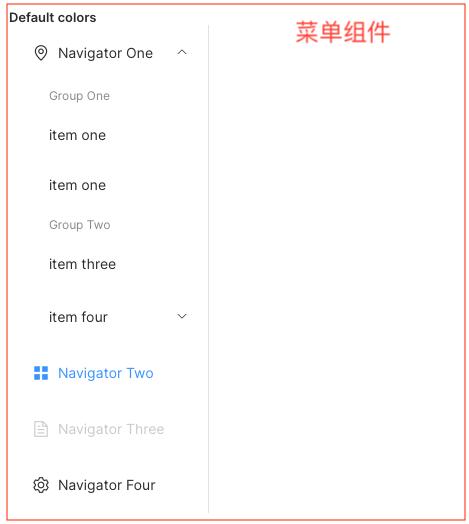 Default colors
菜单组件
Navigator One
Group One
item one
item one
Group Two
item three
item four
Navigator Two
Navigator Three
Navigator Four